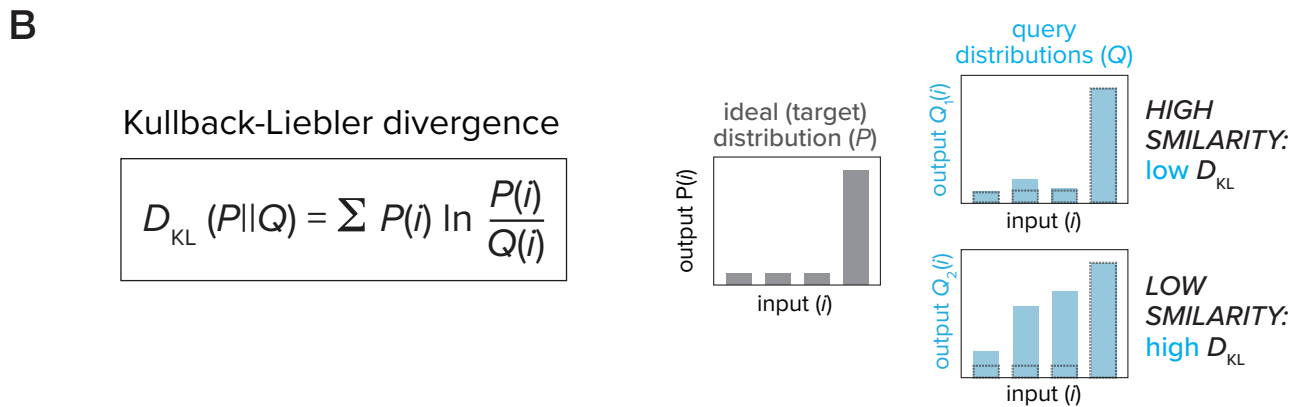 B
Kullback-Liebler divergence
D_KL (P||Q) = Σ P(i) ln P(i)/Q(i)
ideal (target)
distribution (P)
output P(i)
input (i)
query
distributions (Q)
output Q₁(i)
input (i)
HIGH
SMILARITY:
low D_KL
output Q₂(i)
input (i)
LOW
SMILARITY:
high D_KL